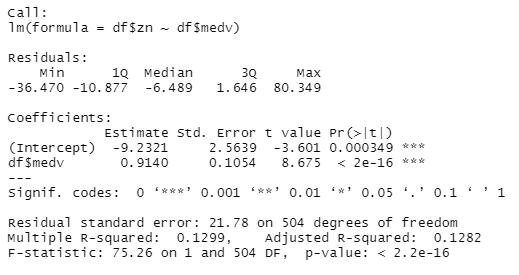 Call:
lm(formula = df$zn ~ df$medv)
Residuals:
Min 1Q Median 3Q Max
-36.470 -10.877 -6.489 1.646 80.349
Coefficients:
Estimate Std. Error t value Pr(>|t|)
(Intercept) -9.2321 2.5639 -3.601 0.000349 ***
df$medv 0.9140 0.1054 8.675 < 2e-16 ***
---
Signif. codes: 0 ‘***’ 0.001 ‘**’ 0.01 ‘*’ 0.05 ‘.’ 0.1 ‘ ’ 1
Residual standard error: 21.78 on 504 degrees of freedom
Multiple R-squared: 0.1299, Adjusted R-squared: 0.1282
F-statistic: 75.26 on 1 and 504 DF, p-value: < 2.2e-16